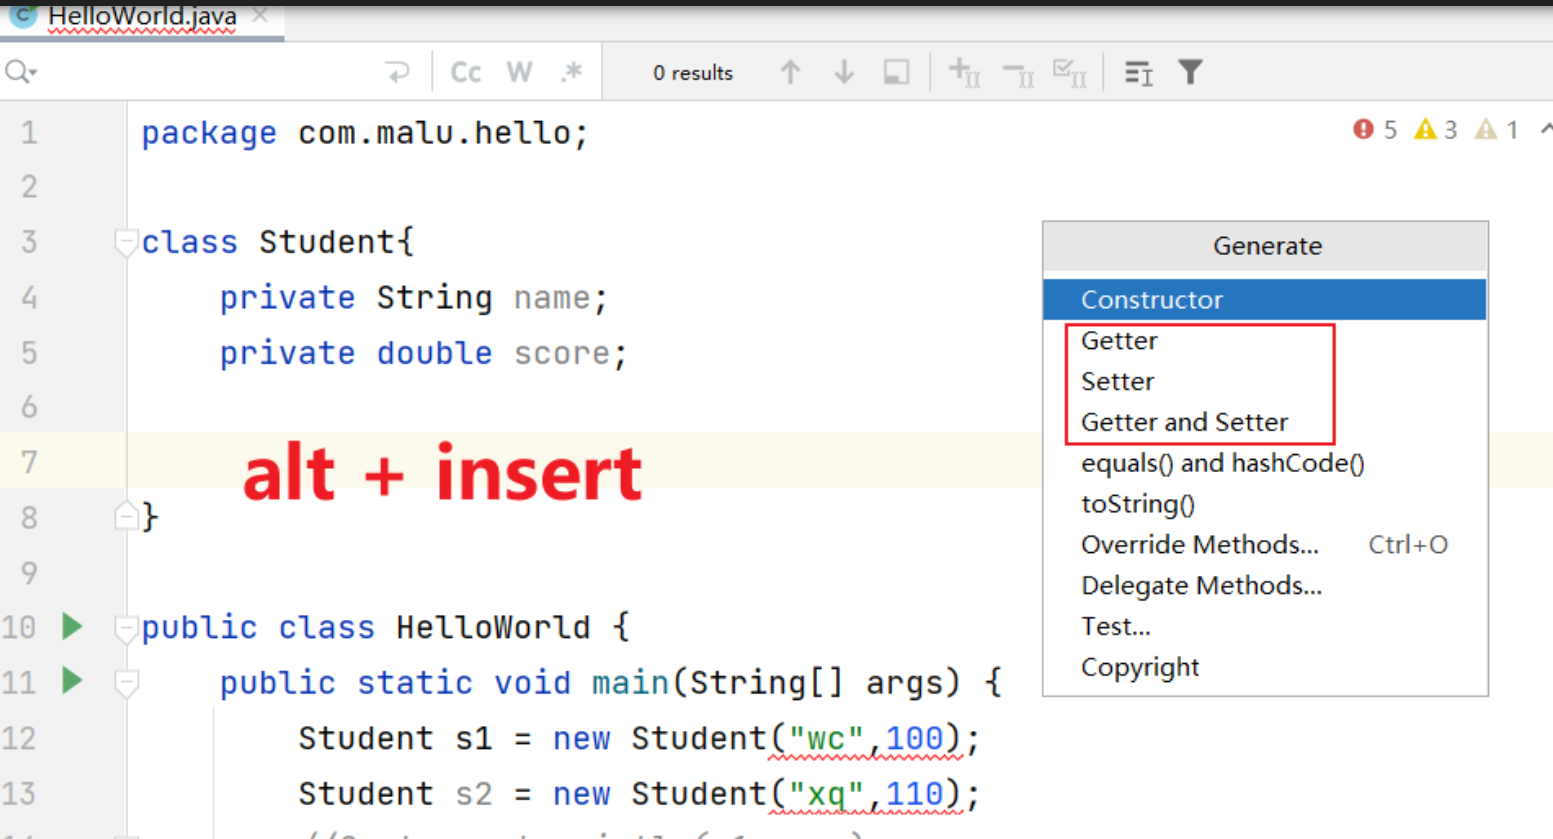 HelloWorld.java
Cc W .* 0 results
5 3 1
1 package com.malu.hello;
2
3 class Student{
4 private String name;
5 private double score;
6
7
8 }
9
10 public class HelloWorld {
11 public static void main(String[] args) {
12 Student s1 = new Student("wc",100);
13 Student s2 = new Student("xq",110);
alt + insert
Generate
Constructor
Getter
Setter
Getter and Setter
equals() and hashCode()
toString()
Override Methods... Ctrl+O
Delegate Methods...
Test...
Copyright